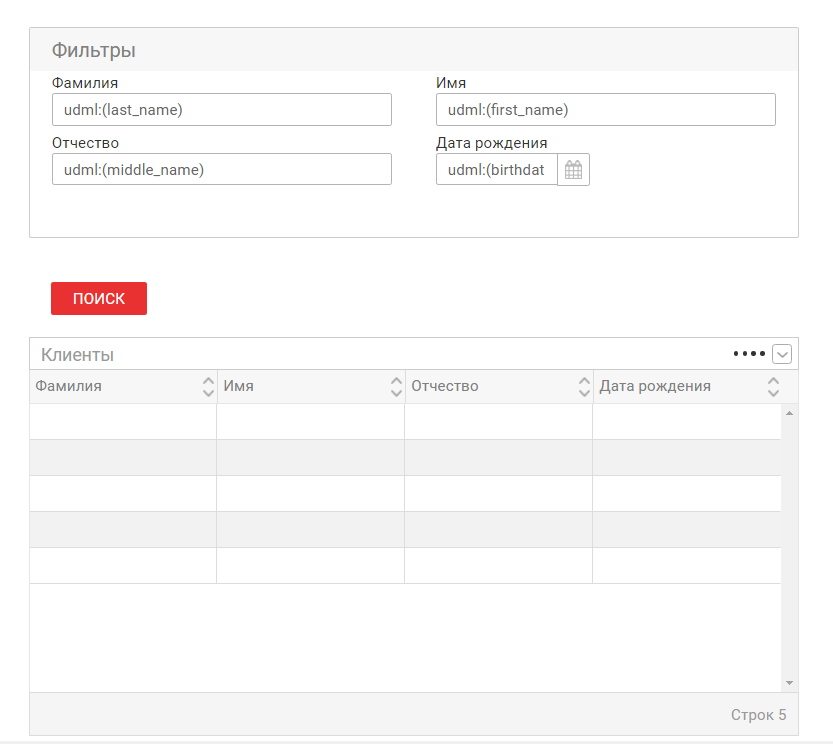 Фильтры
Фамилия Имя
udml:(last_name) udml:(first_name)
Отчество Дата рождения
udml:(middle_name) udml:(birthdat
ПОИСК
Клиенты
Фамилия Имя Отчество Дата рождения
Строк 5